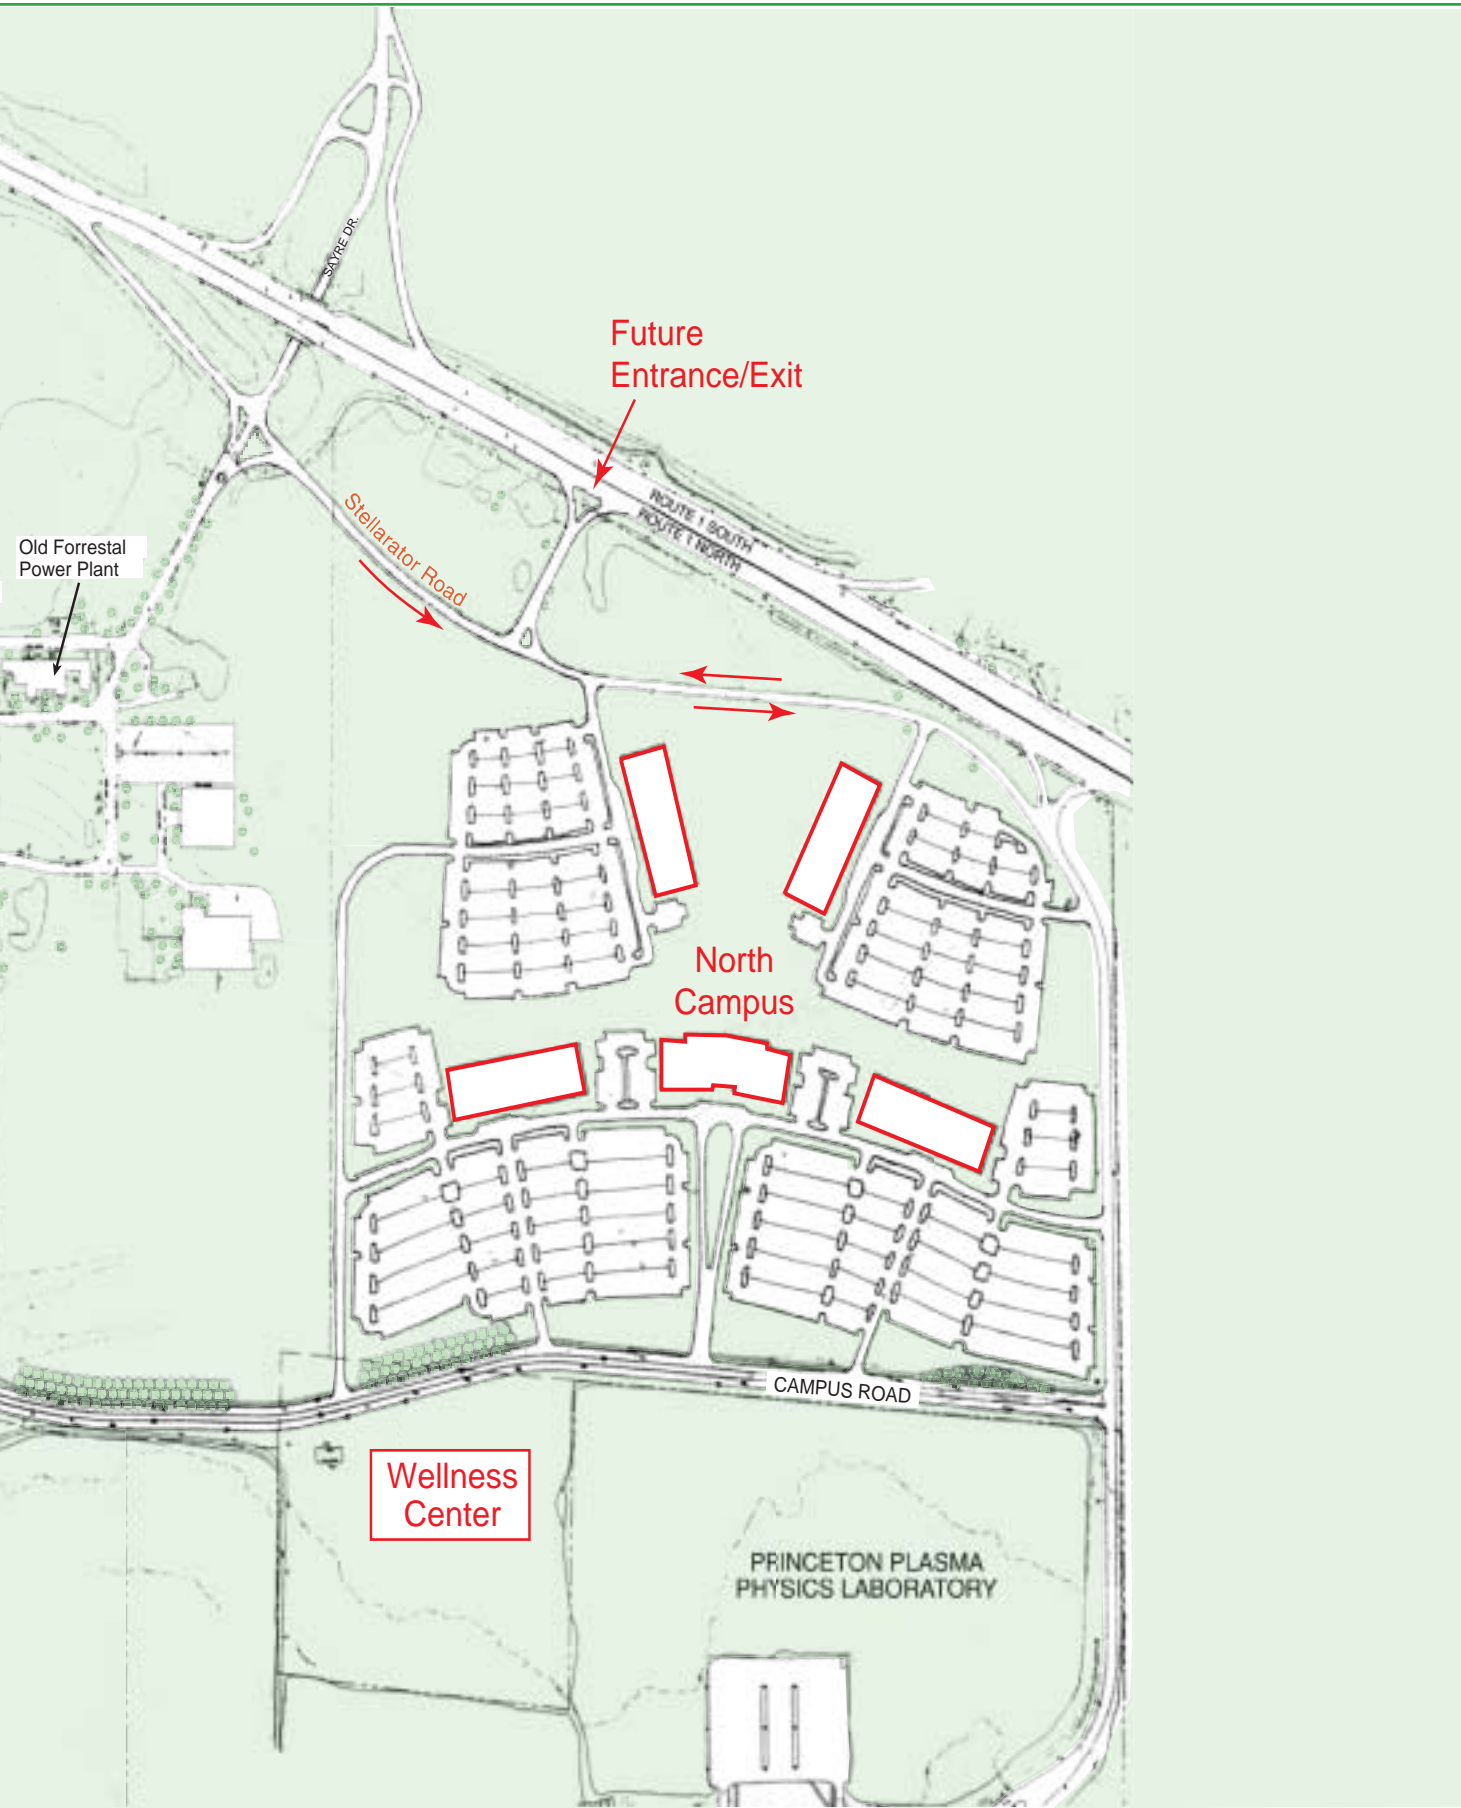 SAYRE DR.
Future
Entrance/Exit
ROUTE 1 SOUTH
ROUTE 1 NORTH
Stellarator Road
Old Forrestal
Power Plant
North
Campus
CAMPUS ROAD
Wellness
Center
PRINCETON PLASMA
PHYSICS LABORATORY